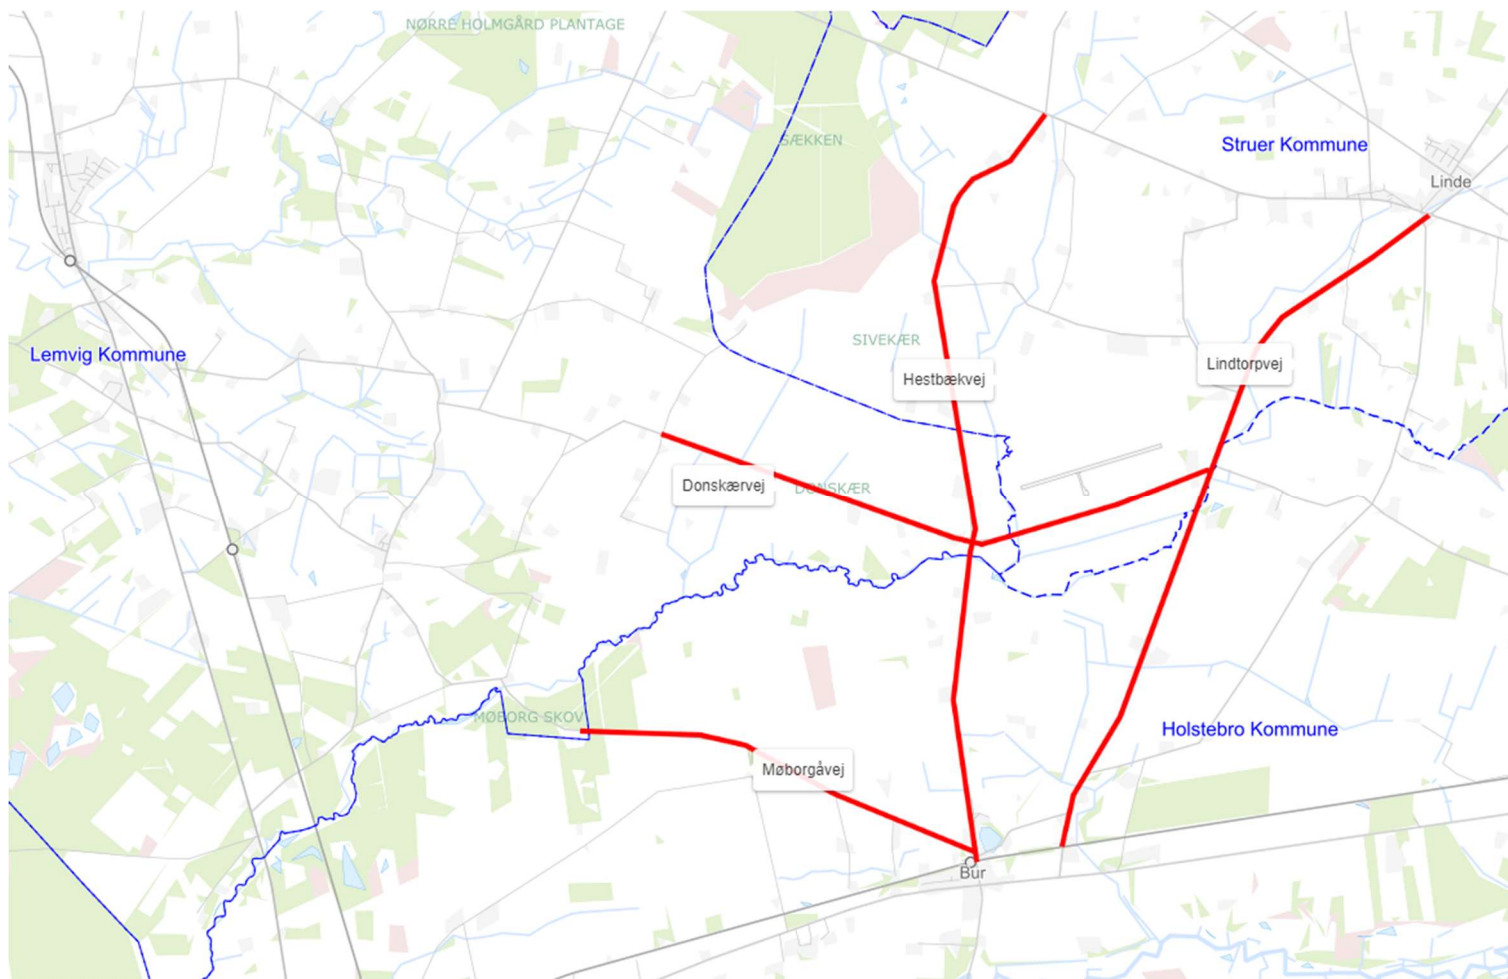 NØRRE HOLMGÅRD PLANTAGE
SÆKKEN
Struer Kommune
Linde
Lemvig Kommune
SIVEKÆR
Hestbækvej
Lindtorpvej
Donskærvej
DONSKÆR
MØBORG SKOV
Holstebro Kommune
Møborgåvej
Bur